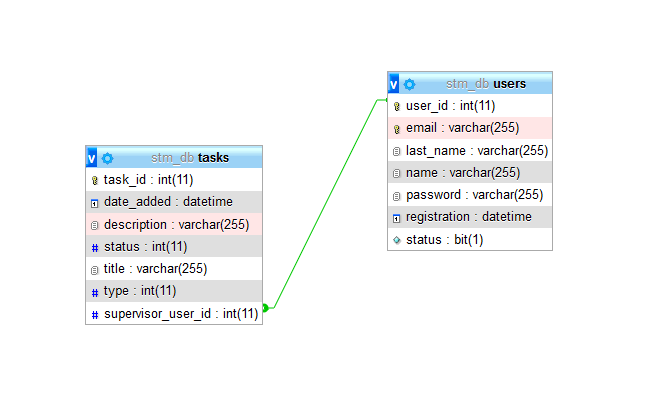 v stm_db tasks
task_id : int(11)
date_added : datetime
description : varchar(255)
# status : int(11)
title : varchar(255)
# type : int(11)
# supervisor_user_id : int(11)
v stm_db users
user_id : int(11)
email : varchar(255)
last_name : varchar(255)
name : varchar(255)
password : varchar(255)
registration : datetime
status : bit(1)